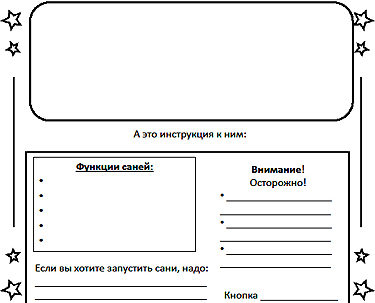 А это инструкция к ним:
Функции саней:
Внимание!
Осторожно!
Если вы хотите запустить сани, надо:
Кнопка